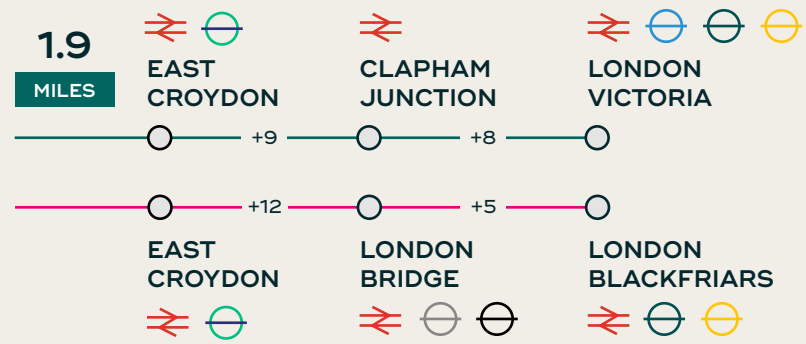 1.9
MILES
EAST
CROYDON
CLAPHAM
JUNCTION
LONDON
VICTORIA
+9
+8
+12
+5
EAST
CROYDON
LONDON
BRIDGE
LONDON
BLACKFRIARS